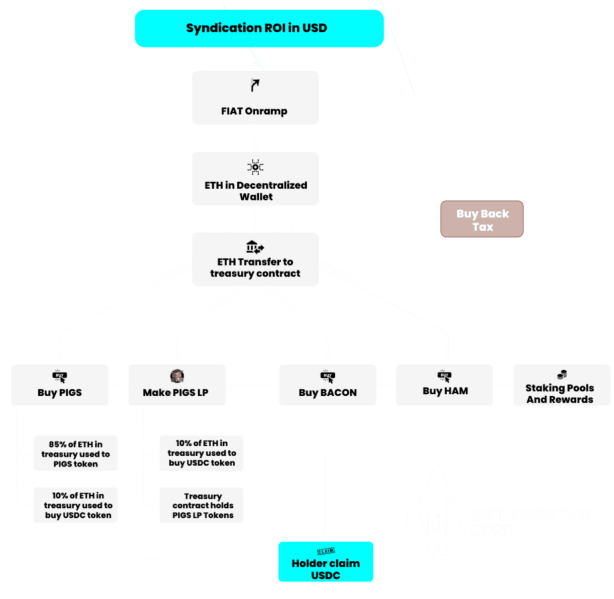 Syndication ROI in USD
FIAT Onramp
ETH in Decentralized
Wallet
Buy Back
Tax
ETH Transfer to
treasury contract
BUY
Buy PIGS
Make PIGS LP
BUY
Buy BACON
BUY
Buy HAM
Staking Pools
And Rewards
85% of ETH in
treasury used to
PIGS token
10% of ETH in
treasury used to
buy USDC token
10% of ETH in
treasury used to
buy USDC token
Treasury
contract holds
PIGS LP Tokens
CLAIM
Holder claim
USDC